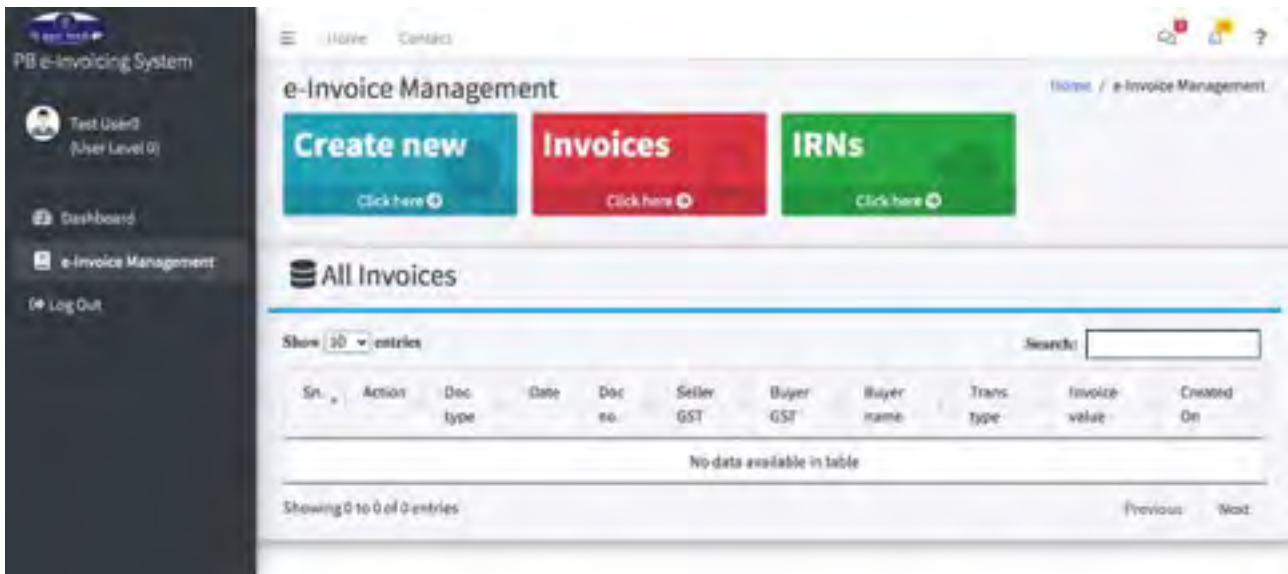 PB e-Invoicing System
Test User0
(User Level 0)
Dashboard
e-Invoice Management
Log Out
Home Contact
?
e-Invoice Management
Home / e-Invoice Management
Create new
Click here
Invoices
Click here
IRNs
Click here
All Invoices
Show 10 entries
Search:
Sn. Action Doc type Date Doc no. Seller GST Buyer GST Buyer name Trans. type Invoice value Created On
No data available in table
Showing 0 to 0 of 0 entries
Previous Next